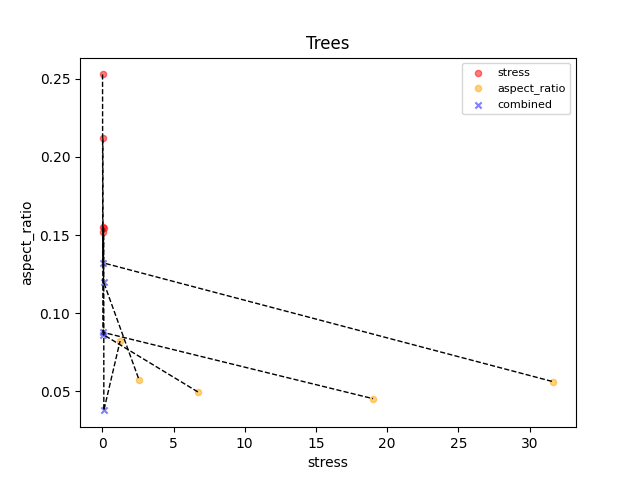 Trees
stress
aspect_ratio
combined
0.25
0.20
0.15
0.10
0.05
aspect_ratio
0
5
10
15
20
25
30
stress